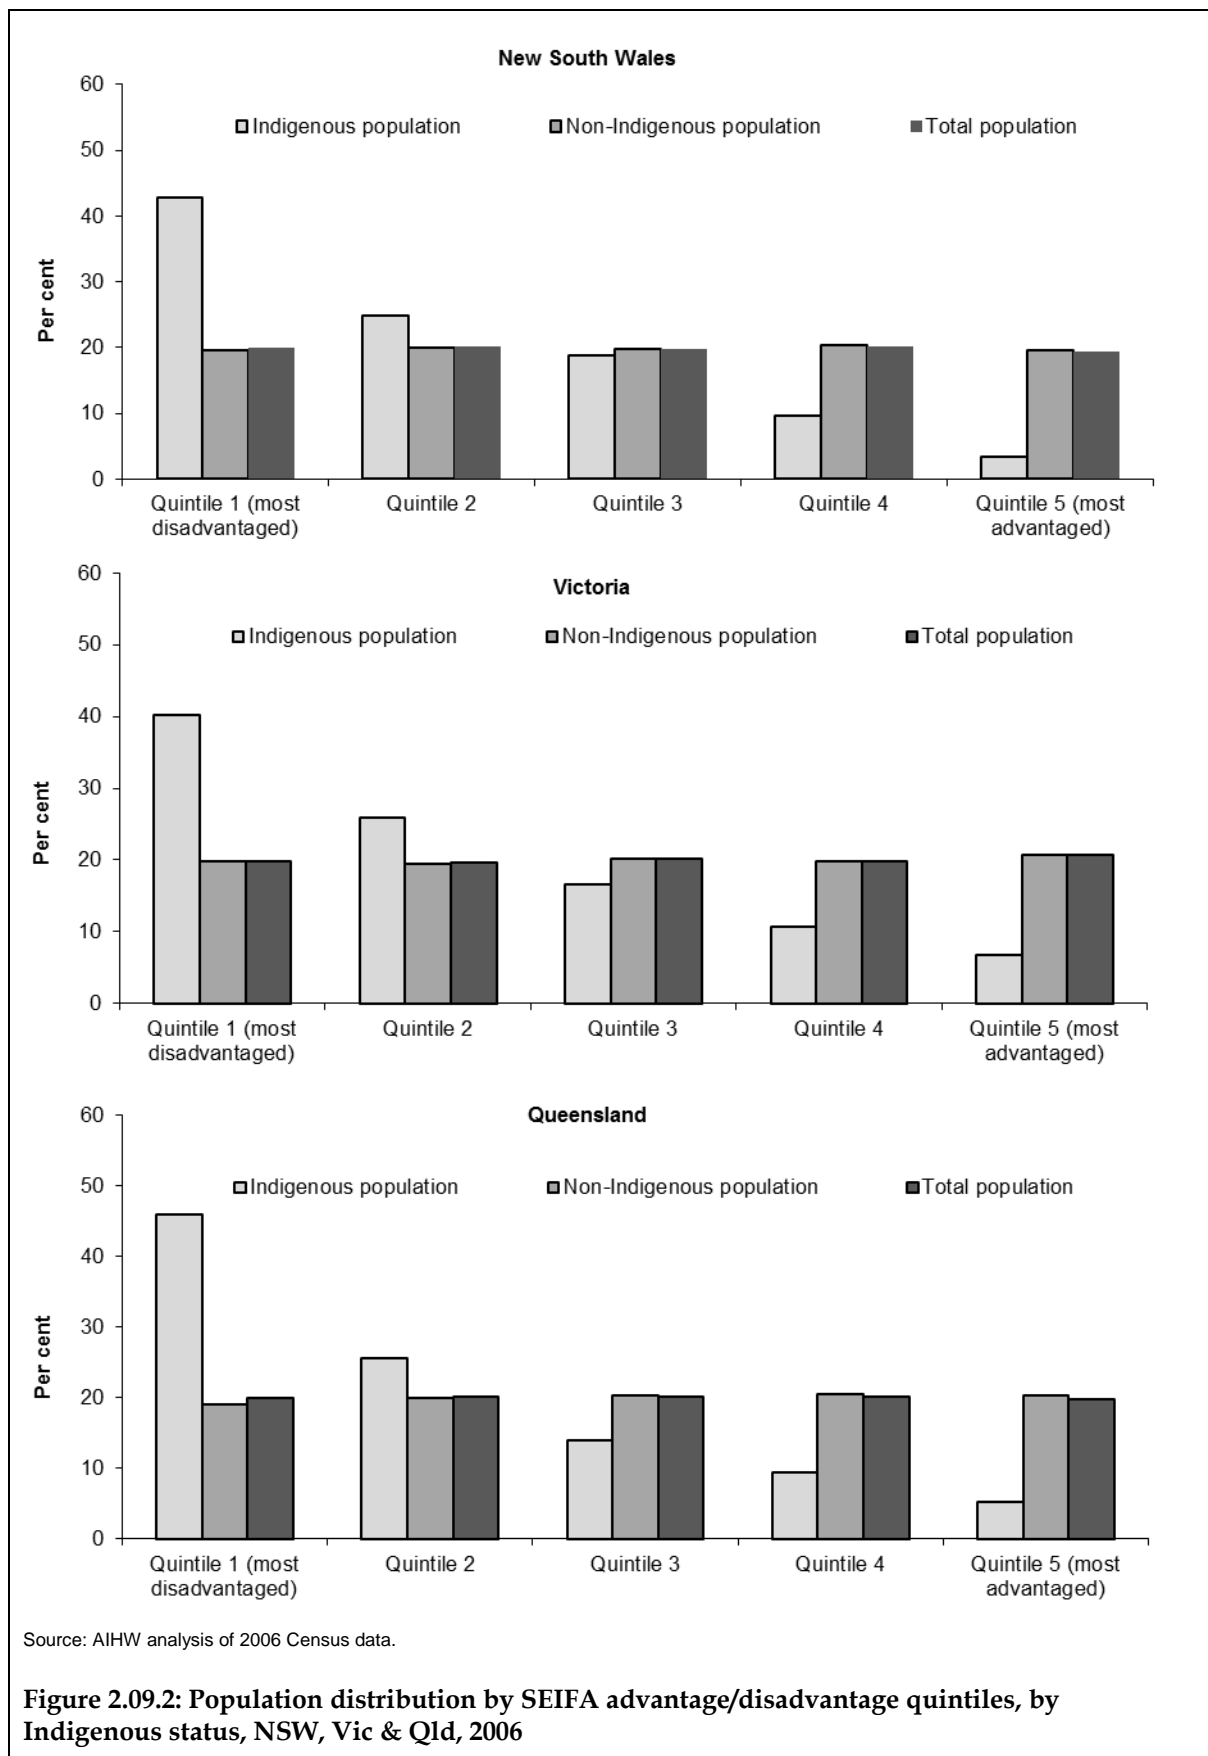 New South Wales
60
Indigenous population Non-Indigenous population Total population
50
40
30
20
10
0
Per cent
Quintile 1 (most
disadvantaged)
Quintile 2
Quintile 3
Quintile 4
Quintile 5 (most
advantaged)
Victoria
60
Indigenous population Non-Indigenous population Total population
50
40
30
20
10
0
Per cent
Quintile 1 (most
disadvantaged)
Quintile 2
Quintile 3
Quintile 4
Quintile 5 (most
advantaged)
Queensland
60
Indigenous population Non-Indigenous population Total population
50
40
30
20
10
0
Per cent
Quintile 1 (most
disadvantaged)
Quintile 2
Quintile 3
Quintile 4
Quintile 5 (most
advantaged)
Source: AIHW analysis of 2006 Census data.
Figure 2.09.2: Population distribution by SEIFA advantage/disadvantage quintiles, by
Indigenous status, NSW, Vic & Qld, 2006